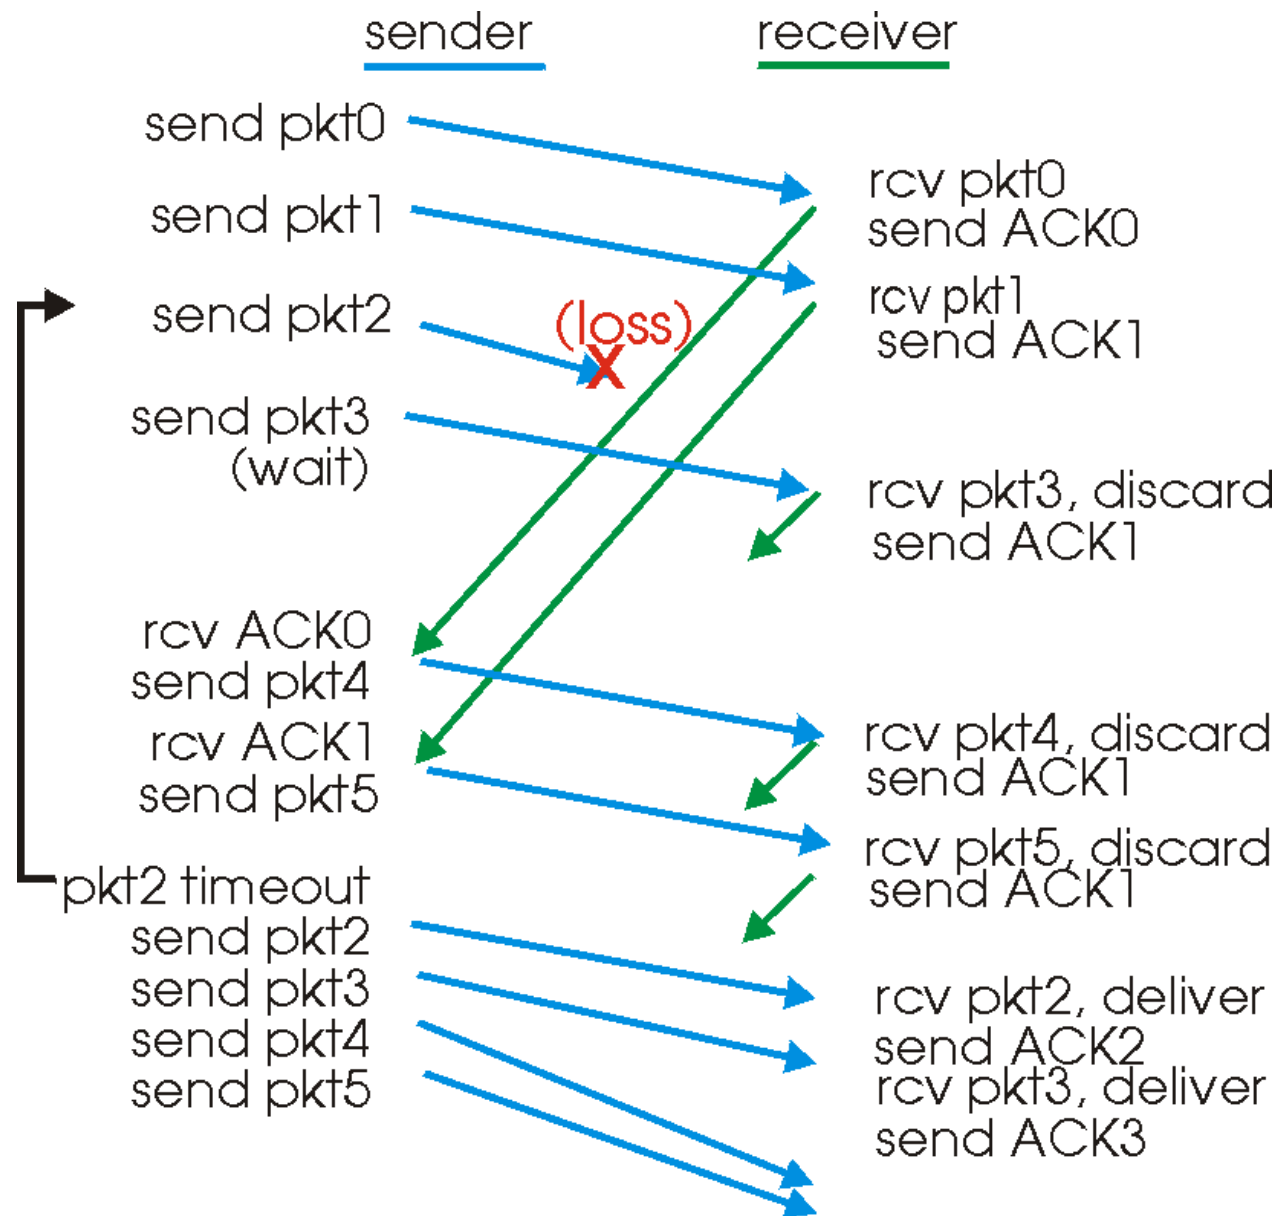 sender
receiver
send pkt0
rcv pkt0
send ACK0
send pkt1
rcv pkt1
send ACK1
send pkt2
(loss)
X
send pkt3
(wait)
rcv pkt3, discard
send ACK1
rcv ACK0
send pkt4
rcv ACK1
send pkt5
rcv pkt4, discard
send ACK1
rcv pkt5, discard
send ACK1
pkt2 timeout
send pkt2
send pkt3
send pkt4
send pkt5
rcv pkt2, deliver
send ACK2
rcv pkt3, deliver
send ACK3